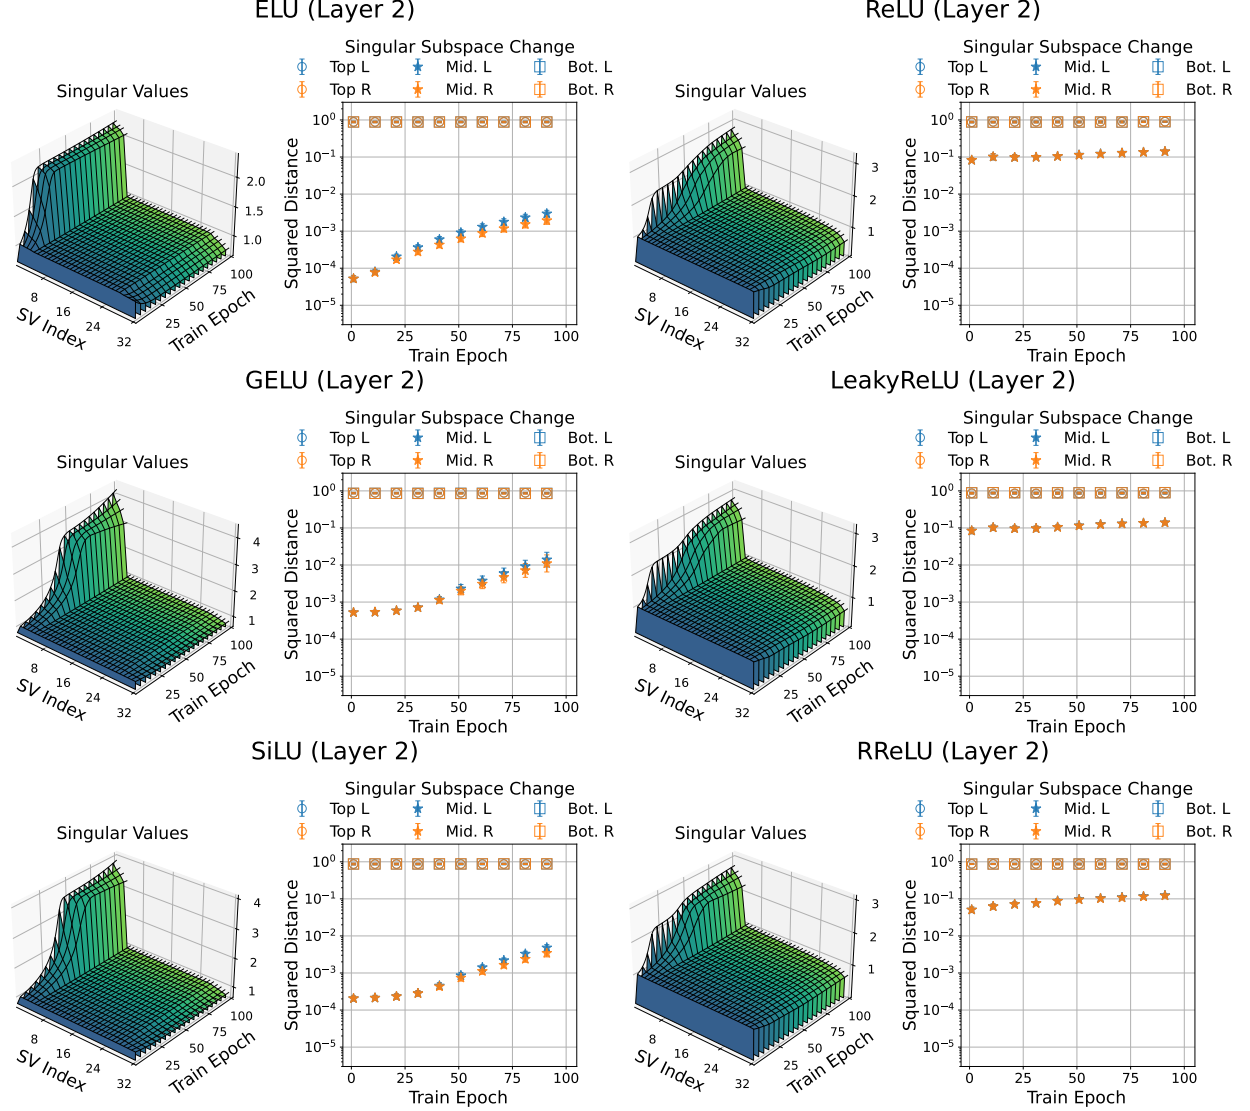 ELU (Layer 2)
Singular Values
2.0
1.5
1.0
8
16
24
32
SV Index
25
50
75
100
Train Epoch
Singular Subspace Change
Top L Mid. L Bot. L
Top R Mid. R Bot. R
Squared Distance
10⁰
10⁻¹
10⁻²
10⁻³
10⁻⁴
10⁻⁵
0 25 50 75 100
Train Epoch
ReLU (Layer 2)
Singular Values
3
2
1
8
16
24
32
SV Index
25
50
75
100
Train Epoch
Singular Subspace Change
Top L Mid. L Bot. L
Top R Mid. R Bot. R
Squared Distance
10⁰
10⁻¹
10⁻²
10⁻³
10⁻⁴
10⁻⁵
0 25 50 75 100
Train Epoch
GELU (Layer 2)
Singular Values
4
3
2
1
8
16
24
32
SV Index
25
50
75
100
Train Epoch
Singular Subspace Change
Top L Mid. L Bot. L
Top R Mid. R Bot. R
Squared Distance
10⁰
10⁻¹
10⁻²
10⁻³
10⁻⁴
10⁻⁵
0 25 50 75 100
Train Epoch
LeakyReLU (Layer 2)
Singular Values
3
2
1
8
16
24
32
SV Index
25
50
75
100
Train Epoch
Singular Subspace Change
Top L Mid. L Bot. L
Top R Mid. R Bot. R
Squared Distance
10⁰
10⁻¹
10⁻²
10⁻³
10⁻⁴
10⁻⁵
0 25 50 75 100
Train Epoch
SiLU (Layer 2)
Singular Values
4
3
2
1
8
16
24
32
SV Index
25
50
75
100
Train Epoch
Singular Subspace Change
Top L Mid. L Bot. L
Top R Mid. R Bot. R
Squared Distance
10⁰
10⁻¹
10⁻²
10⁻³
10⁻⁴
10⁻⁵
0 25 50 75 100
Train Epoch
RReLU (Layer 2)
Singular Values
3
2
1
8
16
24
32
SV Index
25
50
75
100
Train Epoch
Singular Subspace Change
Top L Mid. L Bot. L
Top R Mid. R Bot. R
Squared Distance
10⁰
10⁻¹
10⁻²
10⁻³
10⁻⁴
10⁻⁵
0 25 50 75 100
Train Epoch